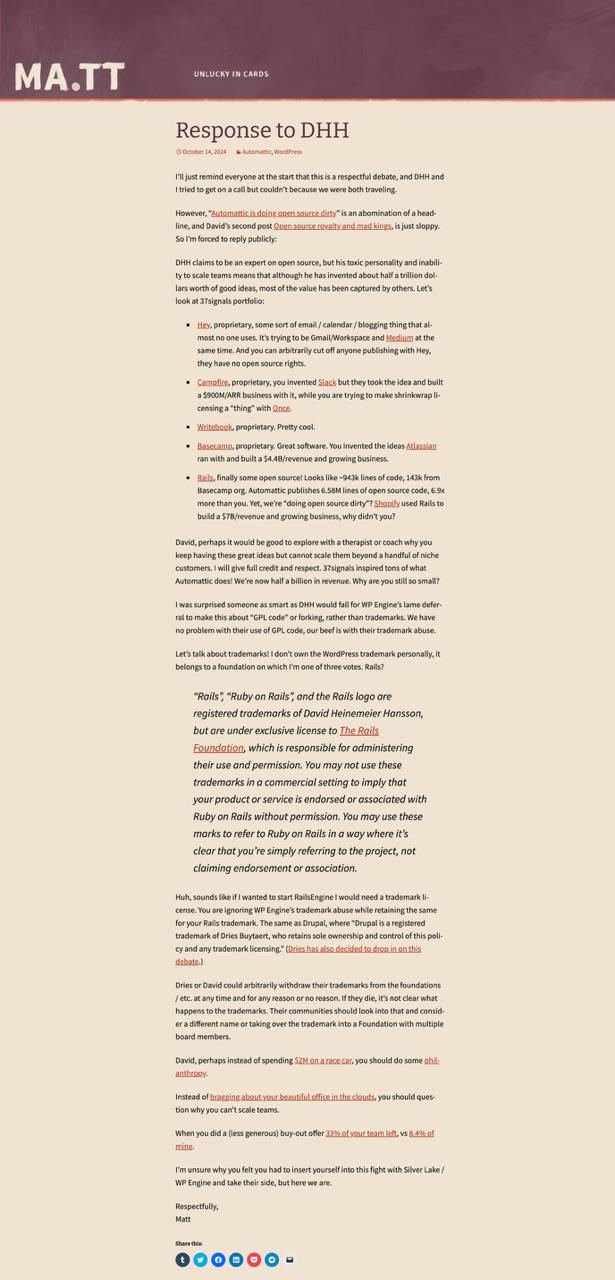 MA.TT
UNLUCKY IN CARDS
Response to DHH
October 14, 2024 Automattic, WordPress
I'll just remind everyone at the start that this is a respectful debate, and DHH and
I tried to get on a call but couldn't because we were both traveling.
However, “Automattic is doing open source dirty” is an abomination of a head-
line, and David's second post Open source royalty and mad kings, is just sloppy.
So I'm forced to reply publicly:
DHH claims to be an expert on open source, but his toxic personality and inabili-
ty to scale teams means that although he has invented about half a trillion dol-
lars worth of good ideas, most of the value has been captured by others. Let's
look at 37signals portfolio:
▪ Hey, proprietary, some sort of email / calendar / blogging thing that al-
most no one uses. It's trying to be Gmail/Workspace and Medium at the
same time. And you can arbitrarily cut off anyone publishing with Hey,
they have no open source rights.
▪ Campfire, proprietary, you invented Slack but they took the idea and built
a $900M/ARR business with it, while you are trying to make shrinkwrap li-
censing a “thing” with Once.
▪ Writebook, proprietary. Pretty cool.
▪ Basecamp, proprietary. Great software. You invented the ideas Atlassian
ran with and built a $4.4B/revenue and growing business.
▪ Rails, finally some open source! Looks like ~943k lines of code, 143k from
Basecamp org. Automattic publishes 6.58M lines of open source code, 6.9x
more than you. Yet, we're “doing open source dirty”? Shopify used Rails to
build a $7B/revenue and growing business, why didn't you?
David, perhaps it would be good to explore with a therapist or coach why you
keep having these great ideas but cannot scale them beyond a handful of niche
customers. I will give full credit and respect. 37signals inspired tons of what
Automattic does! We're now half a billion in revenue. Why are you still so small?
I was surprised someone as smart as DHH would fall for WP Engine's lame defer-
ral to make this about “GPL code” or forking, rather than trademarks. We have
no problem with their use of GPL code, our beef is with their trademark abuse.
Let's talk about trademarks! I don't own the WordPress trademark personally, it
belongs to a foundation on which I'm one of three votes. Rails?
“Rails”, “Ruby on Rails”, and the Rails logo are
registered trademarks of David Heinemeier Hansson,
but are under exclusive license to The Rails
Foundation, which is responsible for administering
their use and permission. You may not use these
trademarks in a commercial setting to imply that
your product or service is endorsed or associated with
Ruby on Rails without permission. You may use these
marks to refer to Ruby on Rails in a way where it's
clear that you're simply referring to the project, not
claiming endorsement or association.
Huh, sounds like if I wanted to start RailsEngine I would need a trademark li-
cense. You are ignoring WP Engine's trademark abuse while retaining the same
for your Rails trademark. The same as Drupal, where “Drupal is a registered
trademark of Dries Buytaert, who retains sole ownership and control of this poli-
cy and any trademark licensing.” (Dries has also decided to drop in on this
debate.)
Dries or David could arbitrarily withdraw their trademarks from the foundations
/ etc. at any time and for any reason or no reason. If they die, it's not clear what
happens to the trademarks. Their communities should look into that and consid-
er a different name or taking over the trademark into a Foundation with multiple
board members.
David, perhaps instead of spending $2M on a race car, you should do some phil-
anthropy.
Instead of bragging about your beautiful office in the clouds, you should ques-
tion why you can't scale teams.
When you did a (less generous) buy-out offer 33% of your team left, vs 8.4% of
mine.
I'm unsure why you felt you had to insert yourself into this fight with Silver Lake /
WP Engine and take their side, but here we are.
Respectfully,
Matt
Share this: